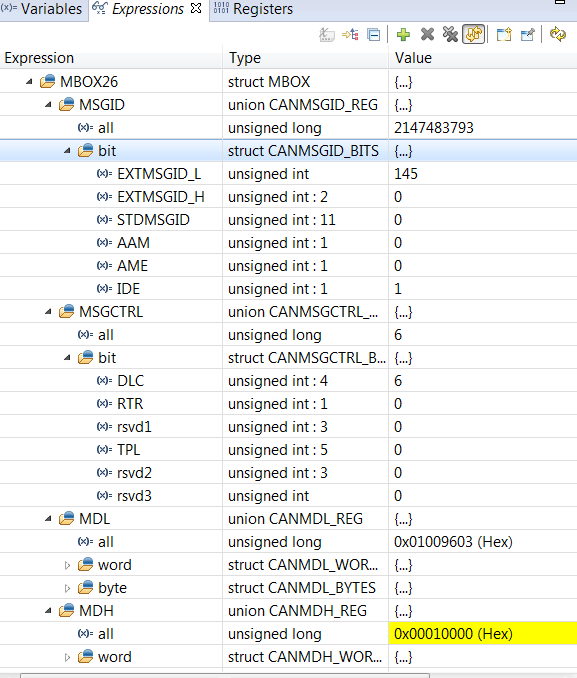 (x)= Variables Expressions 1010 0101 Registers
Expression Type Value
MBOX26 struct MBOX {...}
MSGID union CANMSGID_REG {...}
(x)= all unsigned long 2147483793
bit struct CANMSGID_BITS {...}
(x)= EXTMSGID_L unsigned int 145
(x)= EXTMSGID_H unsigned int : 2 0
(x)= STDMSGID unsigned int : 11 0
(x)= AAM unsigned int : 1 0
(x)= AME unsigned int : 1 0
(x)= IDE unsigned int : 1 1
MSGCTRL union CANMSGCTRL_... {...}
(x)= all unsigned long 6
bit struct CANMSGCTRL_B... {...}
(x)= DLC unsigned int : 4 6
(x)= RTR unsigned int : 1 0
(x)= rsvd1 unsigned int : 3 0
(x)= TPL unsigned int : 5 0
(x)= rsvd2 unsigned int : 3 0
(x)= rsvd3 unsigned int 0
MDL union CANMDL_REG {...}
(x)= all unsigned long 0x01009603 (Hex)
word struct CANMDL_WOR... {...}
byte struct CANMDL_BYTES {...}
MDH union CANMDH_REG {...}
(x)= all unsigned long 0x00010000 (Hex)
word struct CANMDH_WOR... {...}